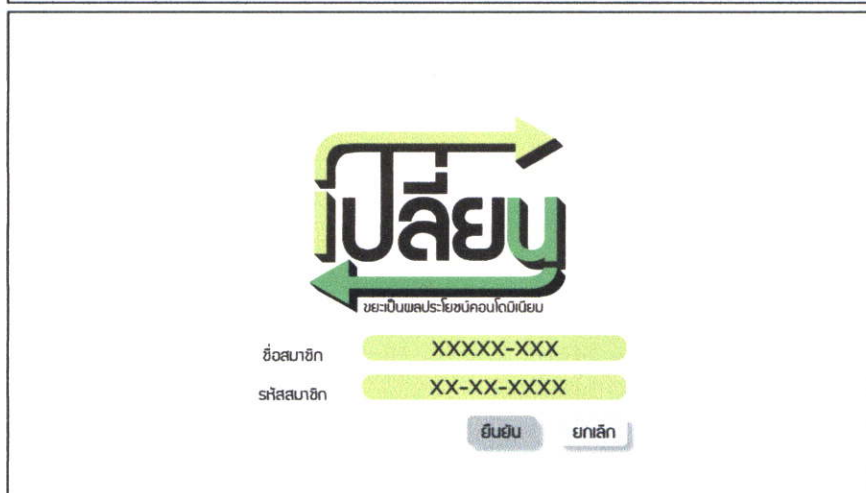 เปลี่ยน
ขยะเป็นผลประโยชน์คอนโดมิเนียม
ชื่อสมาชิก XXXXX-XXX
รหัสสมาชิก XX-XX-XXXX
ยืนยัน ยกเลิก